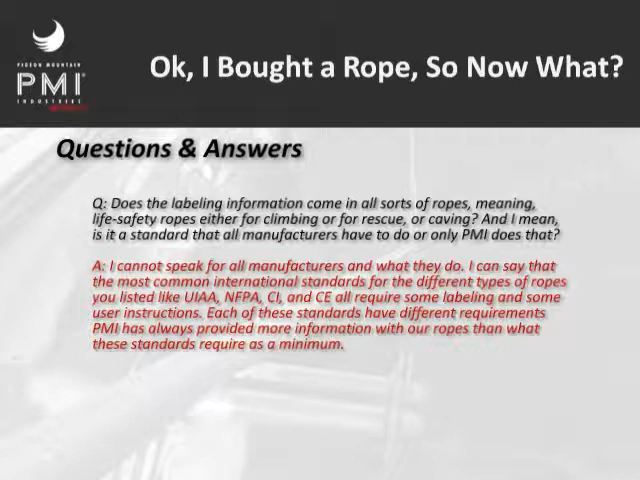 PIGEON MOUNTAIN
PMI®
INDUSTRIES
Ok, I Bought a Rope, So Now What?
Questions & Answers
Q: Does the labeling information come in all sorts of ropes, meaning,
life-safety ropes either for climbing or for rescue, or caving? And I mean,
is it a standard that all manufacturers have to do or only PMI does that?
A: I cannot speak for all manufacturers and what they do. I can say that
the most common international standards for the different types of ropes
you listed like UIAA, NFPA, CI, and CE all require some labeling and some
user instructions. Each of these standards have different requirements
PMI has always provided more information with our ropes than what
these standards require as a minimum.